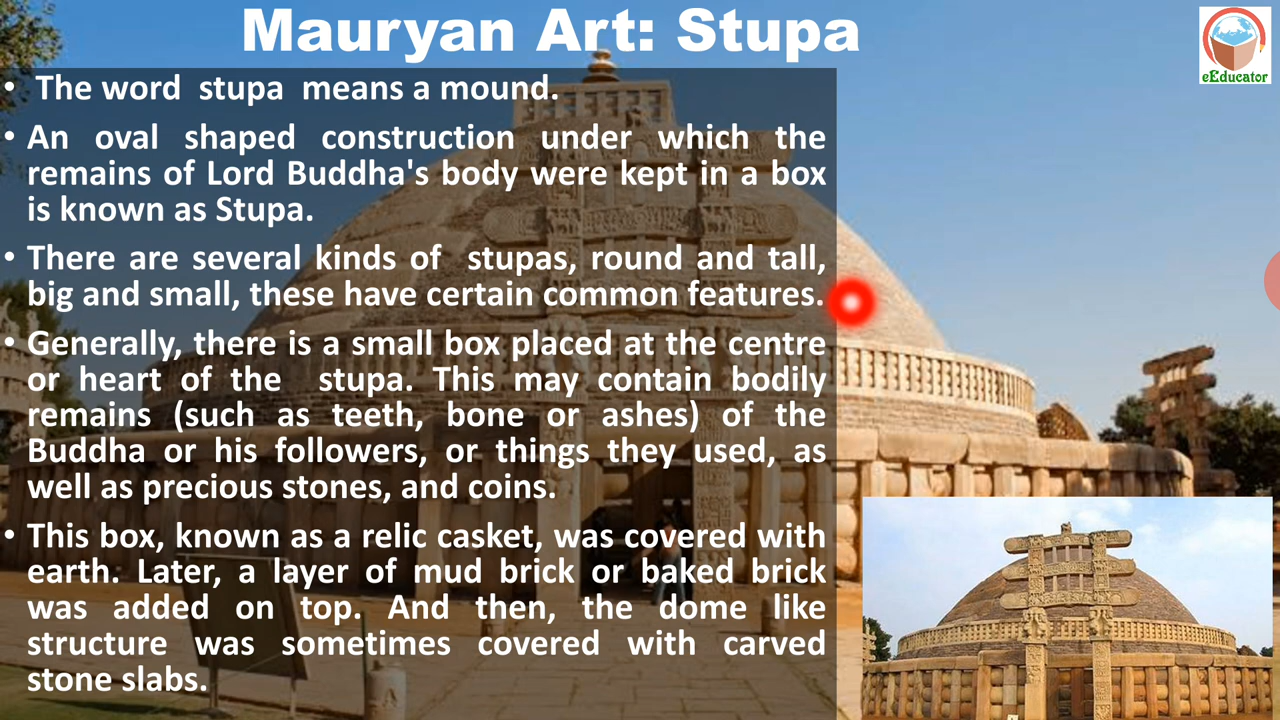 Mauryan Art: Stupa
eEducator
• The word stupa means a mound.
• An oval shaped construction under which the
remains of Lord Buddha's body were kept in a box
is known as Stupa.
• There are several kinds of stupas, round and tall,
big and small, these have certain common features.
• Generally, there is a small box placed at the centre
or heart of the stupa. This may contain bodily
remains (such as teeth, bone or ashes) of the
Buddha or his followers, or things they used, as
well as precious stones, and coins.
• This box, known as a relic casket, was covered with
earth. Later, a layer of mud brick or baked brick
was added on top. And then, the dome like
structure was sometimes covered with carved
stone slabs.